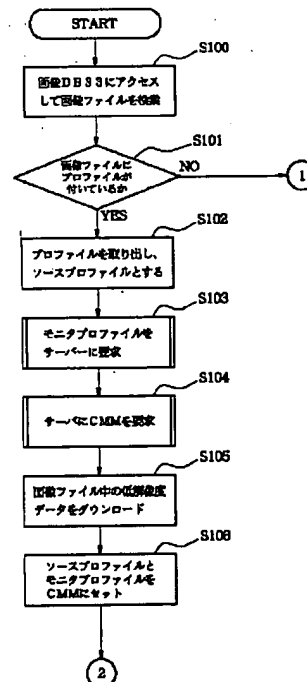 START
S100
画像DB33にアクセス
して画像ファイルを検索
S101
画像ファイルに
プロファイルが
付いているか
NO
1
YES
S102
プロファイルを取り出し、
ソースプロファイルとする
S103
モニタプロファイルを
サーバーに要求
S104
サーバにCMMを要求
S105
画像ファイル中の低解像度
データをダウンロード
S106
ソースプロファイルと
モニタプロファイルを
CMMにセット
2